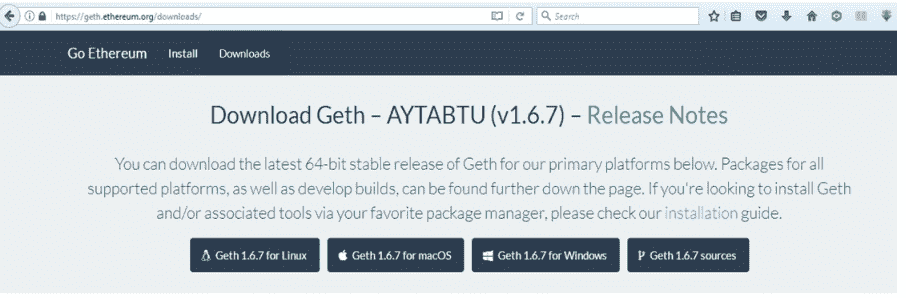 https://geth.ethereum.org/downloads/
Search
Go Ethereum Install Downloads
Download Geth – AYTABTU (v1.6.7) – Release Notes
You can download the latest 64-bit stable release of Geth for our primary platforms below. Packages for all
supported platforms, as well as develop builds, can be found further down the page. If you're looking to install Geth
and/or associated tools via your favorite package manager, please check our installation guide.
Geth 1.6.7 for Linux
Geth 1.6.7 for macOS
Geth 1.6.7 for Windows
Geth 1.6.7 sources